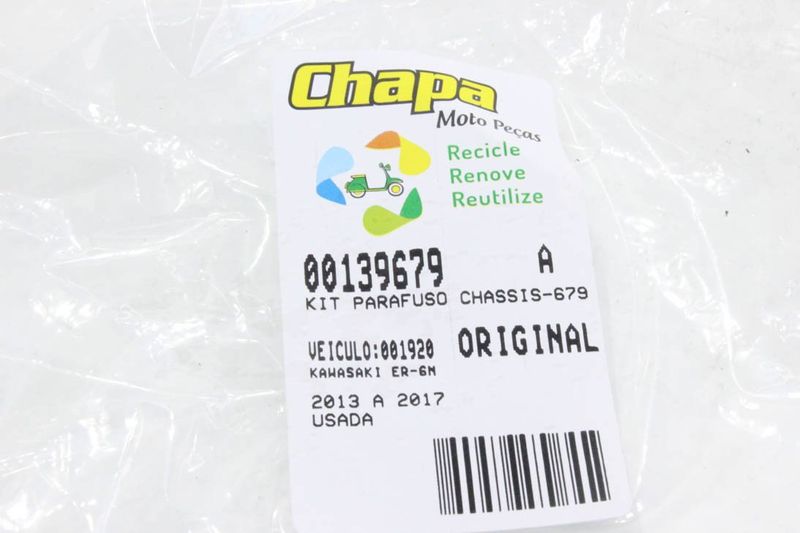 Chapa
Moto Peças
Recicle
Renove
Reutilize
00139679 A
KIT PARAFUSO CHASSIS-679
VEICULO:001920 ORIGINAL
KAWASAKI ER-6N
2013 A 2017
USADA